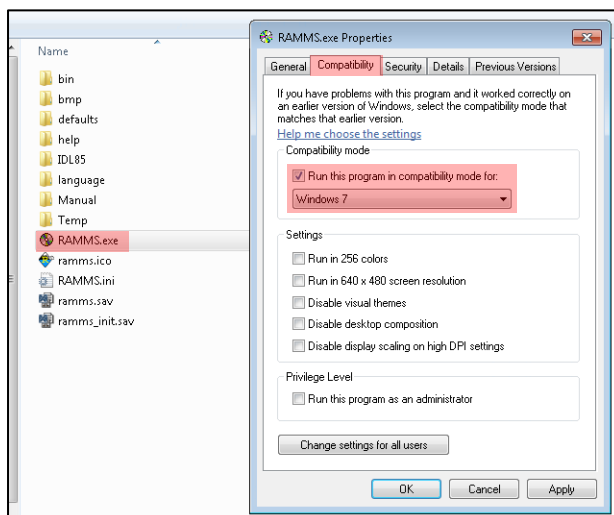 Name
bin
bmp
defaults
help
IDL85
language
Manual
Temp
RAMMS.exe
ramms.ico
RAMMS.ini
ramms.sav
ramms_init.sav
RAMMS.exe Properties
General Compatibility Security Details Previous Versions
If you have problems with this program and it worked correctly on
an earlier version of Windows, select the compatibility mode that
matches that earlier version.
Help me choose the settings
Compatibility mode
Run this program in compatibility mode for:
Windows 7
Settings
Run in 256 colors
Run in 640 x 480 screen resolution
Disable visual themes
Disable desktop composition
Disable display scaling on high DPI settings
Privilege Level
Run this program as an administrator
Change settings for all users
OK Cancel Apply